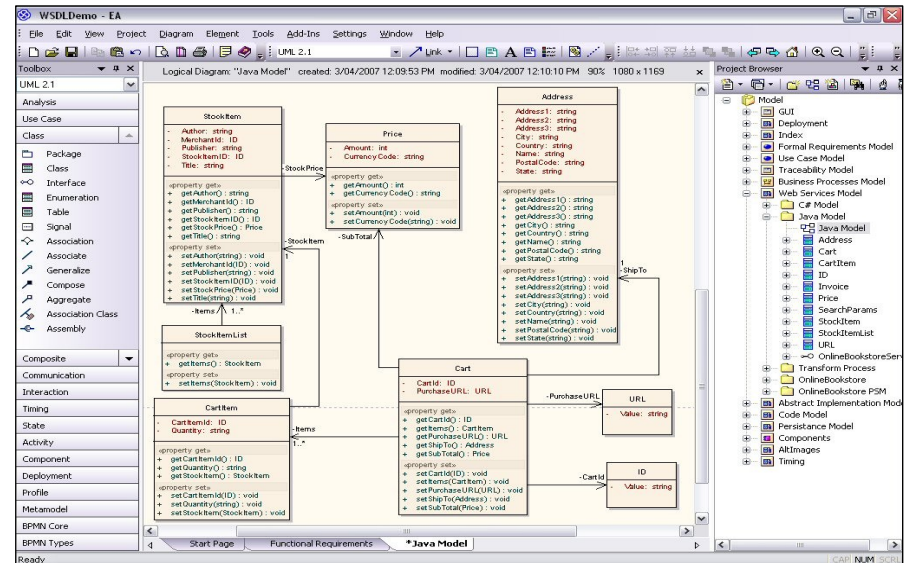 WSDLDemo - EA
File Edit View Project Diagram Element Tools Add-Ins Settings Window Help
UML 2.1 Link
Toolbox
Logical Diagram: "Java Model" created: 3/04/2007 12:09:53 PM modified: 3/04/2007 12:10:10 PM 90% 1080 x 1169
Project Browser
UML 2.1
Analysis
Use Case
Class
Package
Class
Interface
Enumeration
Table
Signal
Association
Associate
Generalize
Compose
Aggregate
Association Class
Assembly
Composite
Communication
Interaction
Timing
State
Activity
Component
Deployment
Profile
Metamodel
BPMN Core
BPMN Types
StockItem
- Author: string
- MerchantId: ID
- Publisher: string
- StockItemID: ID
- Title: string
«property get»
+ getAuthor() : string
+ getMerchantId() : ID
+ getPublisher() : string
+ getStockItemID() : ID
+ getStockPrice() : Price
+ getTitle() : string
«property set»
+ setAuthor(string) : void
+ setMerchantId(ID) : void
+ setPublisher(string) : void
+ setStockItemID(ID) : void
+ setStockPrice(Price) : void
+ setTitle(string) : void
-StockPrice
Price
- Amount: int
- CurrencyCode: string
«property get»
+ getAmount() : int
+ getCurrencyCode() : string
«property set»
+ setAmount(int) : void
+ setCurrencyCode(string) : void
-StockItem
1
-SubTotal
Address
- Address1: string
- Address2: string
- Address3: string
- City: string
- Country: string
- Name: string
- PostalCode: string
- State: string
«property get»
+ getAddress1() : string
+ getAddress2() : string
+ getAddress3() : string
+ getCity() : string
+ getCountry() : string
+ getName() : string
+ getPostalCode() : string
+ getState() : string
«property set»
+ setAddress1(string) : void
+ setAddress2(string) : void
+ setAddress3(string) : void
+ setCity(string) : void
+ setCountry(string) : void
+ setName(string) : void
+ setPostalCode(string) : void
+ setState(string) : void
1
-ShipTo
-Items 1..*
StockItemList
«property get»
+ getItems() : StockItem
«property set»
+ setItems(StockItem) : void
CartItem
- CartItemId: ID
- Quantity: string
«property get»
+ getCartItemId() : ID
+ getQuantity() : string
+ getStockItem() : StockItem
«property set»
+ setCartItemId(ID) : void
+ setQuantity(string) : void
+ setStockItem(StockItem) : void
-Items
1..*
Cart
- CartId: ID
- PurchaseURL: URL
«property get»
+ getCartId() : ID
+ getItems() : CartItem
+ getPurchaseURL() : URL
+ getShipTo() : Address
+ getSubTotal() : Price
«property set»
+ setCartId(ID) : void
+ setItems(CartItem) : void
+ setPurchaseURL(URL) : void
+ setShipTo(Address) : void
+ setSubTotal(Price) : void
-PurchaseURL
URL
- Value: string
-CartId
ID
- Value: string
Start Page Functional Requirements *Java Model
Model
GUI
Deployment
Index
Formal Requirements Model
Use Case Model
Traceability Model
Business Processes Model
Web Services Model
C# Model
Java Model
Java Model
Address
Cart
CartItem
ID
Invoice
Price
SearchParams
StockItem
StockItemList
URL
Transform Process
OnlineBookstore
OnlineBookstore PSM
Abstract Implementation
Code Model
Persistance Model
Components
AltImages
Timing
Ready
CAP NUM SCRL